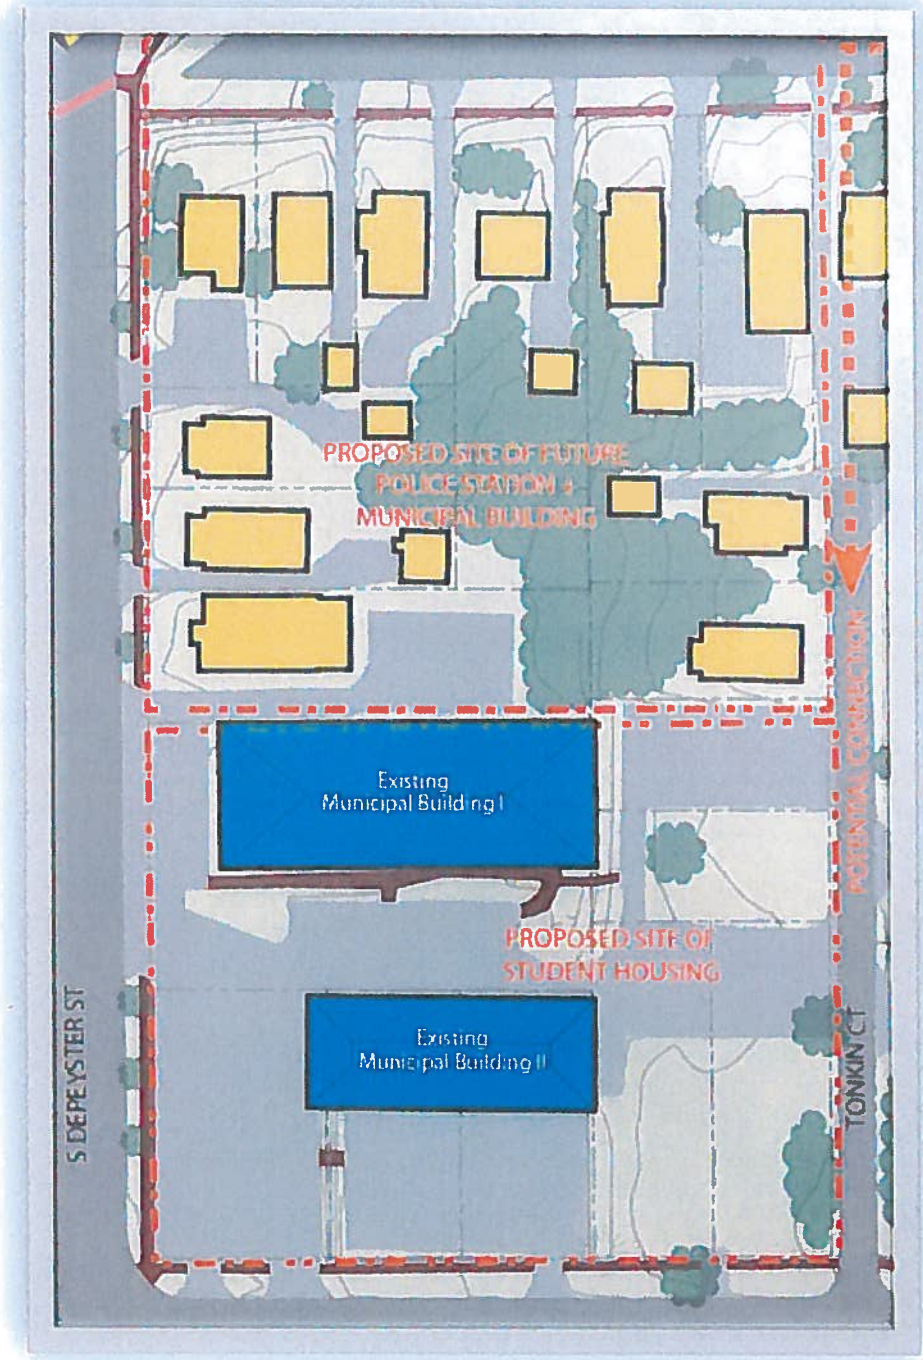 PROPOSED SITE OF FUTURE
POLICE STATION +
MUNICIPAL BUILDING
POTENTIAL CONNECTION
Existing
Municipal Building I
PROPOSED SITE OF
STUDENT HOUSING
Existing
Municipal Building II
S DEPEYSTER ST
TONKIN CT